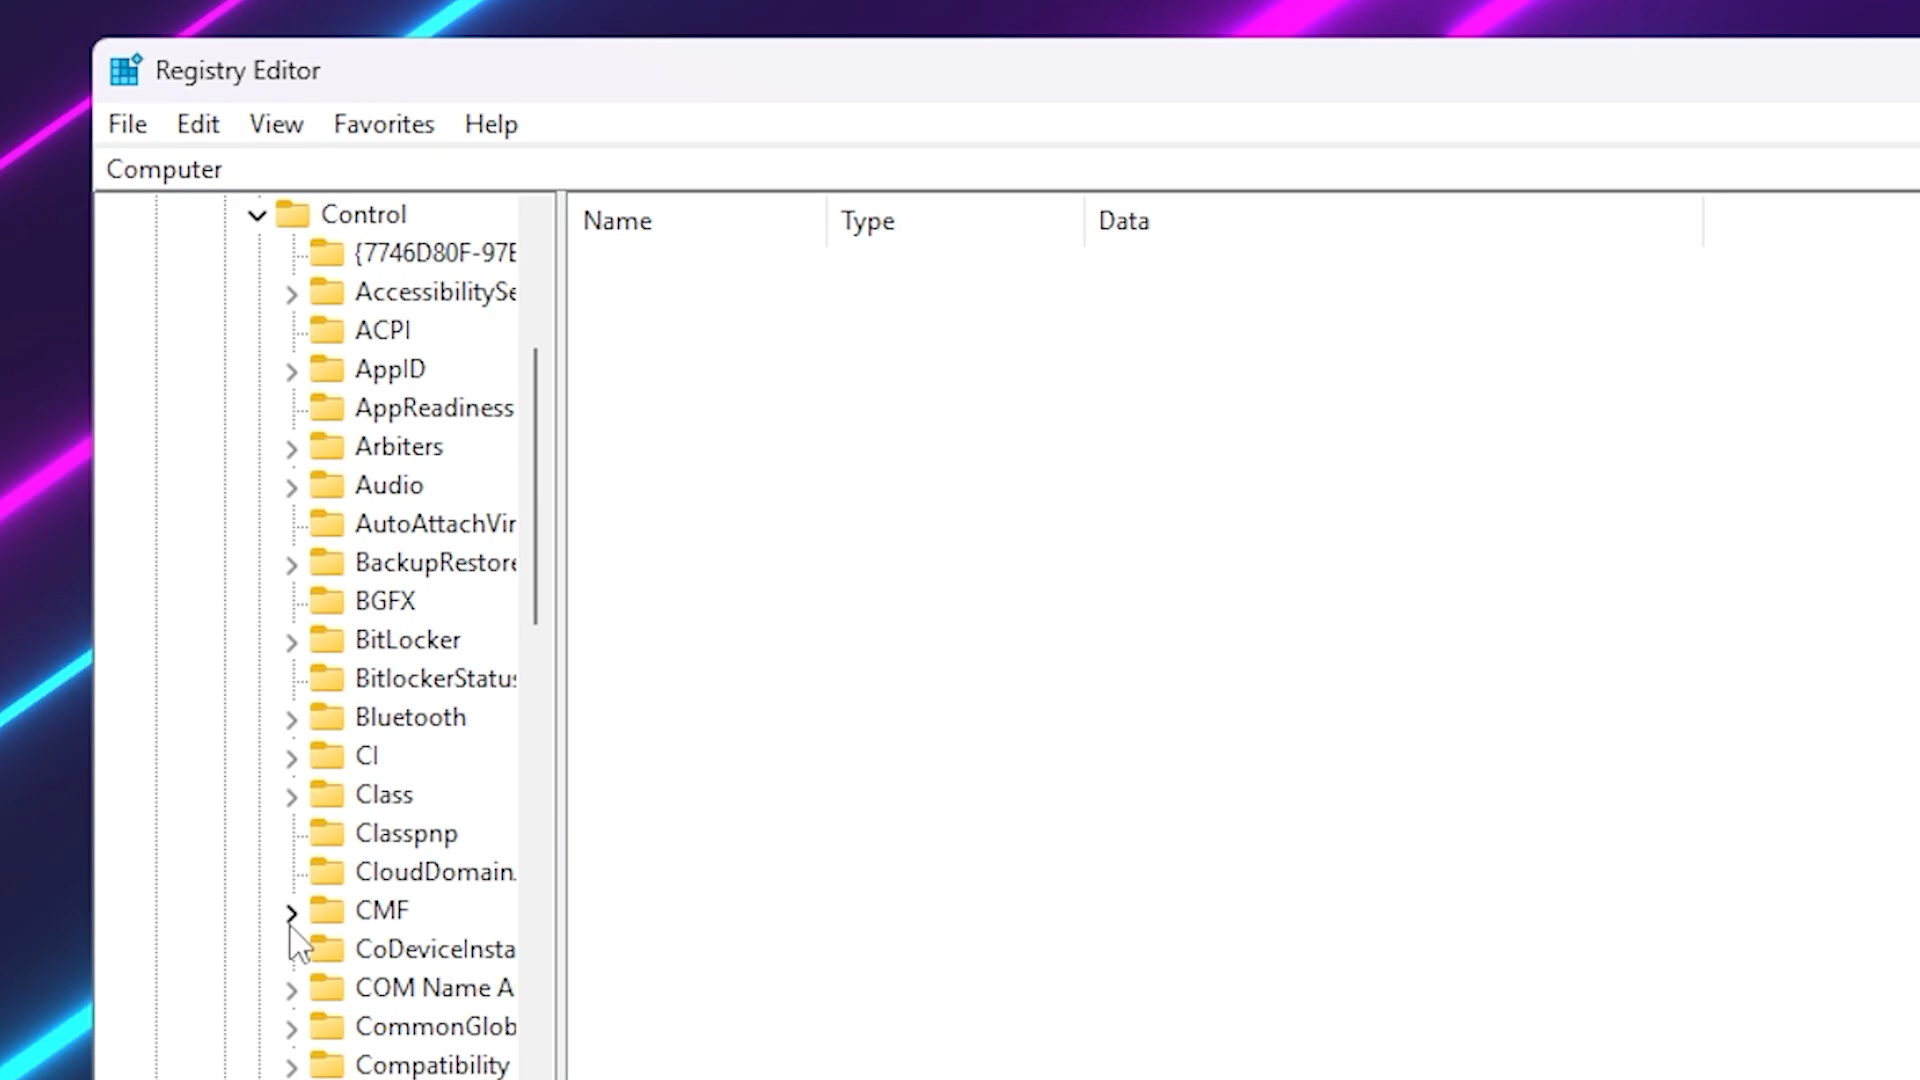 Registry Editor
File Edit View Favorites Help
Computer
Name Type Data
Control
{7746D80F-97E
AccessibilitySe
ACPI
AppID
AppReadiness
Arbiters
Audio
AutoAttachVir
BackupRestore
BGFX
BitLocker
BitlockerStatus
Bluetooth
CI
Class
Classpnp
CloudDomain
CMF
CoDeviceInsta
COM Name A
CommonGlob
Compatibility